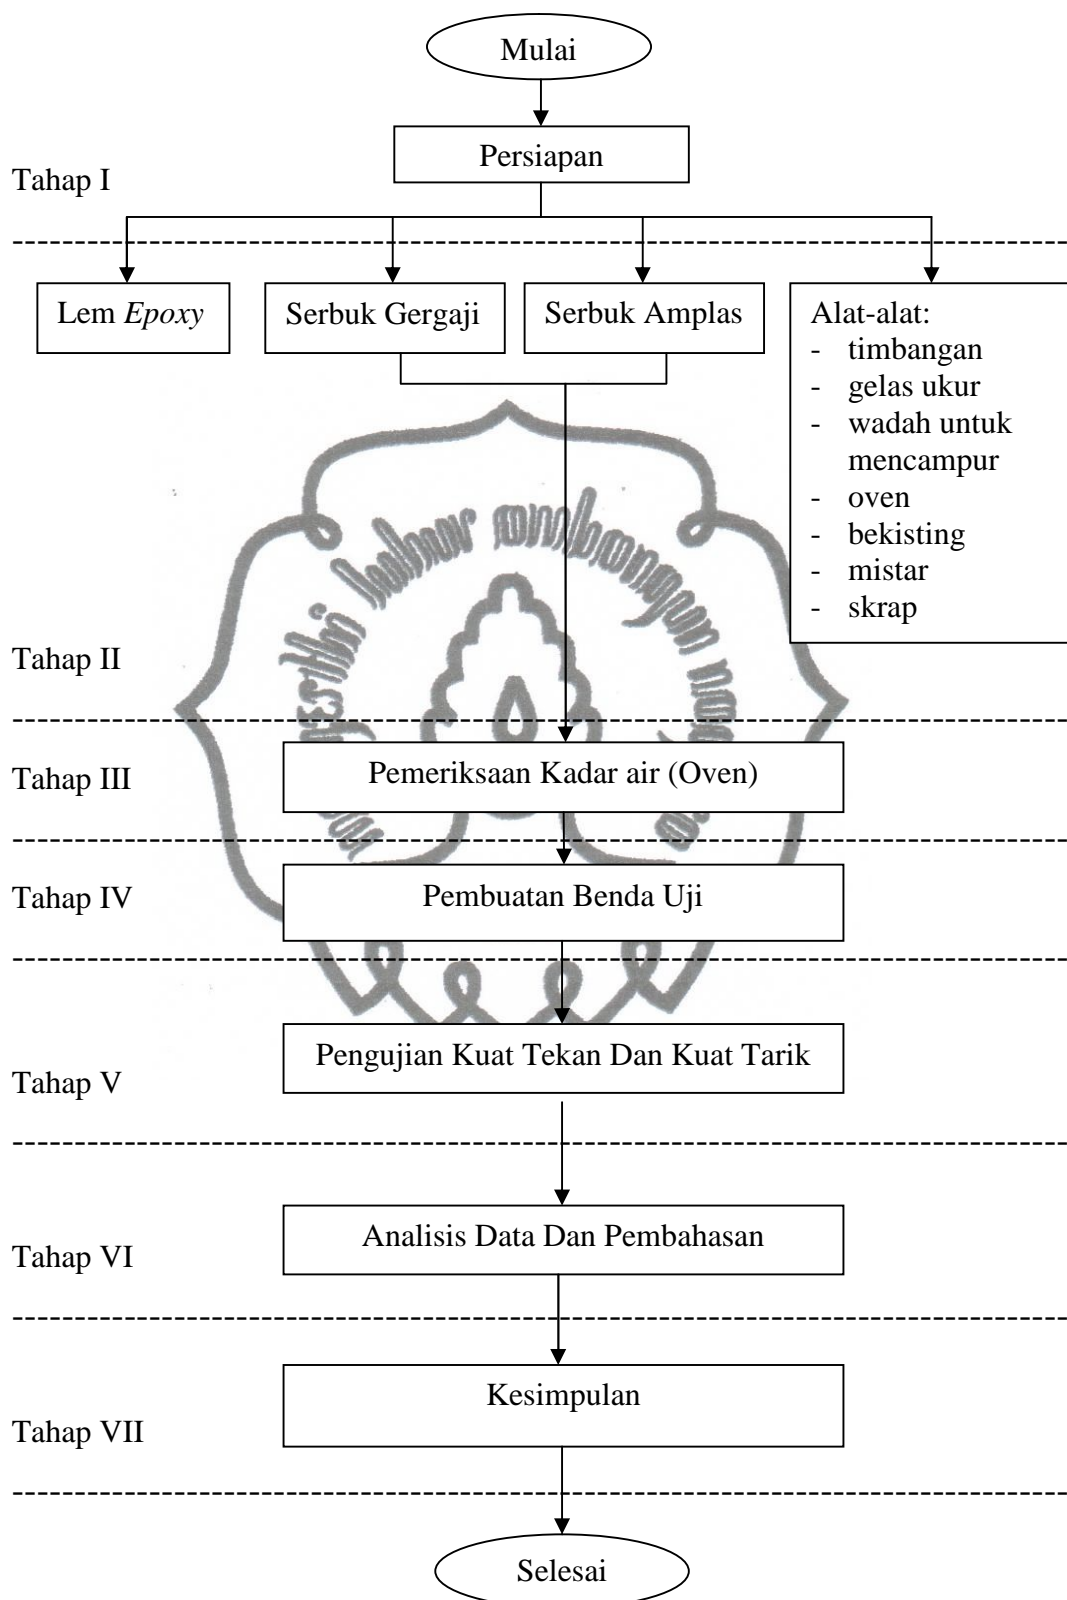 Mulai
Persiapan
Tahap I
Lem Epoxy
Serbuk Gergaji
Serbuk Amplas
Alat-alat:
- timbangan
- gelas ukur
- wadah untuk
mencampur
- oven
- bekisting
- mistar
- skrap
Tahap II
Pemeriksaan Kadar air (Oven)
Tahap III
Pembuatan Benda Uji
Tahap IV
Pengujian Kuat Tekan Dan Kuat Tarik
Tahap V
Analisis Data Dan Pembahasan
Tahap VI
Kesimpulan
Tahap VII
Selesai